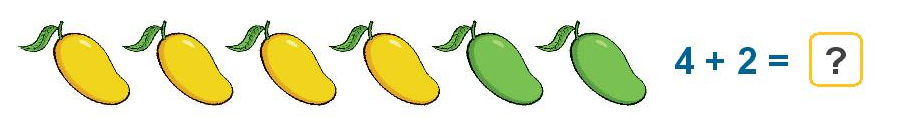 4 + 2 = ?